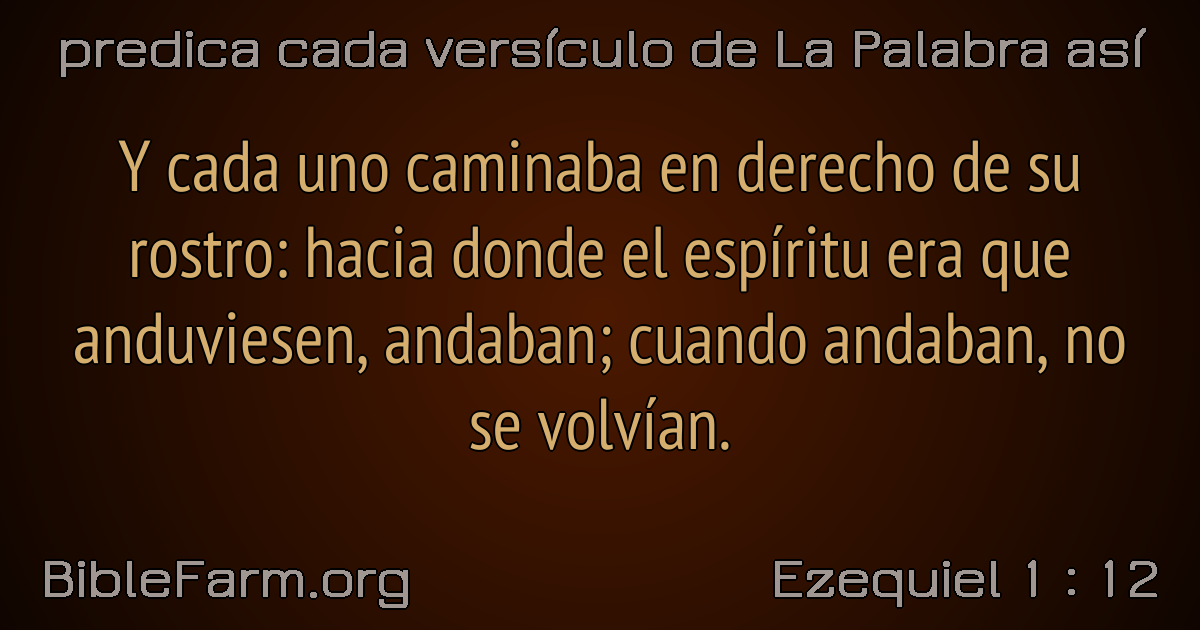 predica cada versículo de La Palabra así
Y cada uno caminaba en derecho de su
rostro: hacia donde el espíritu era que
anduviesen, andaban; cuando andaban, no
se volvían.
BibleFarm.org
Ezequiel 1 : 12